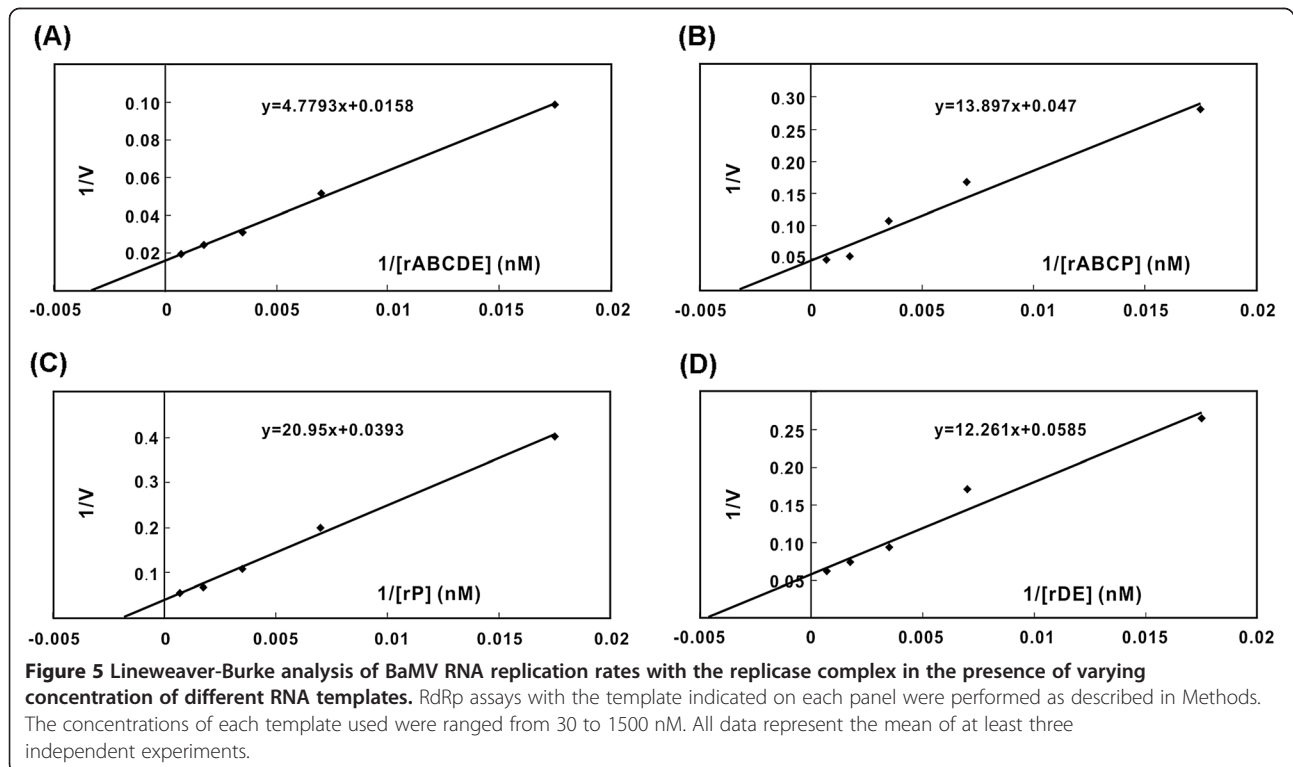 (A)
y=4.7793x+0.0158
1/V
0.10
0.08
0.06
0.04
0.02
1/[rABCDE] (nM)
-0.005 0 0.005 0.01 0.015 0.02
(B)
y=13.897x+0.047
1/V
0.30
0.25
0.20
0.15
0.10
0.05
1/[rABCP] (nM)
-0.005 0 0.005 0.01 0.015 0.02
(C)
y=20.95x+0.0393
1/V
0.4
0.3
0.2
0.1
1/[rP] (nM)
-0.005 0 0.005 0.01 0.015 0.02
(D)
y=12.261x+0.0585
1/V
0.25
0.20
0.15
0.10
0.05
1/[rDE] (nM)
-0.005 0 0.005 0.01 0.015 0.02
Figure 5 Lineweaver-Burke analysis of BaMV RNA replication rates with the replicase complex in the presence of varying
concentration of different RNA templates. RdRp assays with the template indicated on each panel were performed as described in Methods.
The concentrations of each template used were ranged from 30 to 1500 nM. All data represent the mean of at least three
independent experiments.